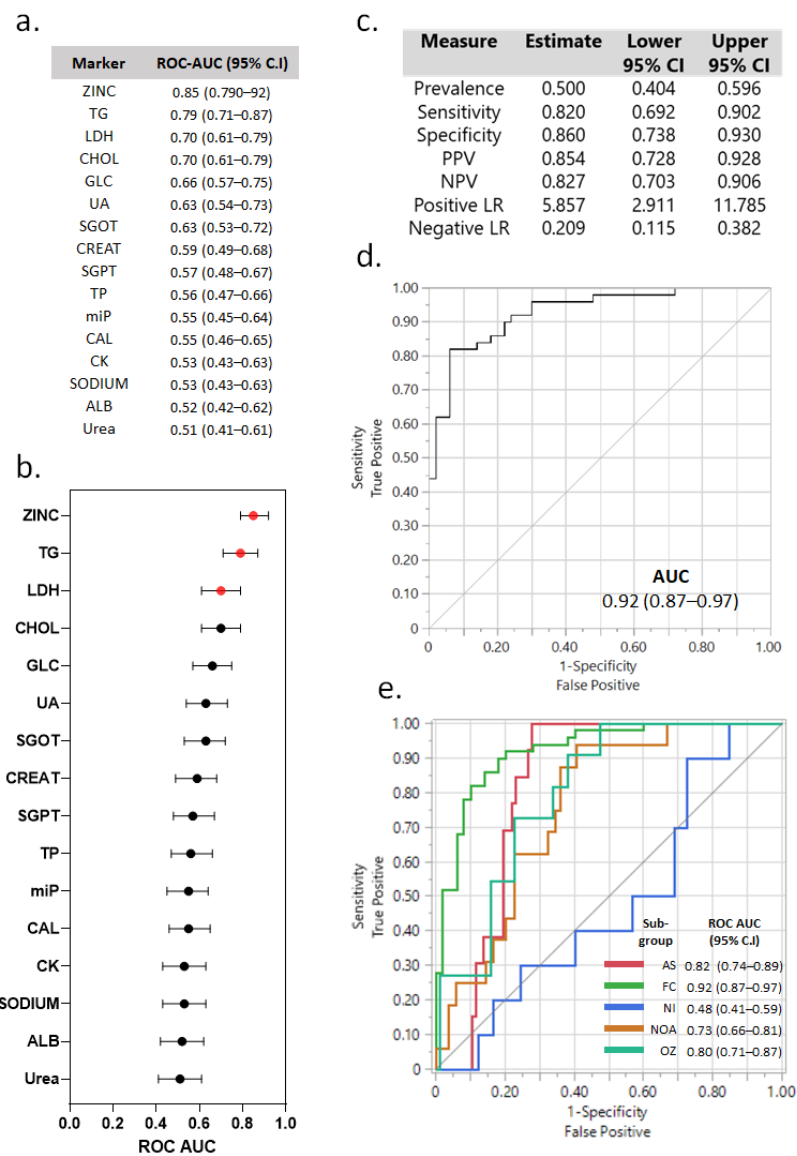 a.
Marker ROC-AUC (95% C.I)
ZINC 0.85 (0.790–92)
TG 0.79 (0.71–0.87)
LDH 0.70 (0.61–0.79)
CHOL 0.70 (0.61–0.79)
GLC 0.66 (0.57–0.75)
UA 0.63 (0.54–0.73)
SGOT 0.63 (0.53–0.72)
CREAT 0.59 (0.49–0.68)
SGPT 0.57 (0.48–0.67)
TP 0.56 (0.47–0.66)
miP 0.55 (0.45–0.64)
CAL 0.55 (0.46–0.65)
CK 0.53 (0.43–0.63)
SODIUM 0.53 (0.43–0.63)
ALB 0.52 (0.42–0.62)
Urea 0.51 (0.41–0.61)
b.
ZINC
TG
LDH
CHOL
GLC
UA
SGOT
CREAT
SGPT
TP
miP
CAL
CK
SODIUM
ALB
Urea
0.0 0.2 0.4 0.6 0.8 1.0
ROC AUC
c.
Measure Estimate Lower Upper
95% CI 95% CI
Prevalence 0.500 0.404 0.596
Sensitivity 0.820 0.692 0.902
Specificity 0.860 0.738 0.930
PPV 0.854 0.728 0.928
NPV 0.827 0.703 0.906
Positive LR 5.857 2.911 11.785
Negative LR 0.209 0.115 0.382
d.
1.00
0.90
0.80
0.70
0.60
0.50
0.40
0.30
0.20
0.10
0
Sensitivity
True Positive
AUC
0.92 (0.87–0.97)
0 0.20 0.40 0.60 0.80 1.00
1-Specificity
False Positive
e.
1.00
0.90
0.80
0.70
0.60
0.50
0.40
0.30
0.20
0.10
0
Sensitivity
True Positive
Sub- ROC AUC
group (95% C.I)
AS 0.82 (0.74–0.89)
FC 0.92 (0.87–0.97)
NI 0.48 (0.41–0.59)
NOA 0.73 (0.66–0.81)
OZ 0.80 (0.71–0.87)
0 0.20 0.40 0.60 0.80 1.00
1-Specificity
False Positive